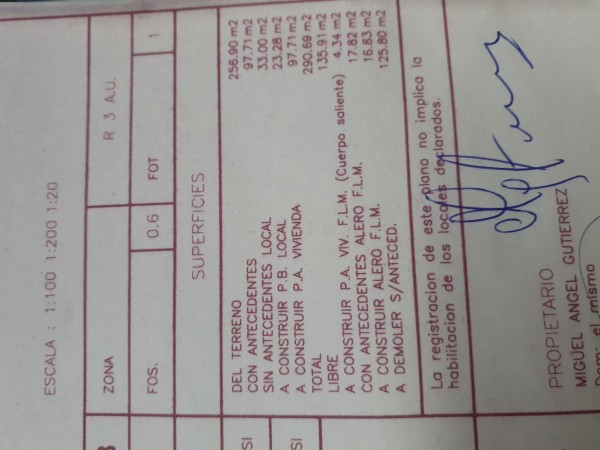 ESCALA : 1:100 1:200 1:20
ZONA R 3 A.U.
FOS. 0.6 FOT 1
SUPERFICIES
DEL TERRENO 256.90 m2
CON ANTECEDENTES 97.71 m2
SIN ANTECEDENTES LOCAL 33.00 m2
A CONSTRUIR P.B. LOCAL 23.28 m2
A CONSTRUIR P.A. VIVIENDA 97.71 m2
TOTAL 290.69 m2
LIBRE 135.91 m2
A CONSTRUIR P.A. VIV. F.L.M. (Cuerpo saliente) 4.34 m2
CON ANTECEDENTES ALERO F.L.M. 17.82 m2
A CONSTRUIR ALERO F.L.M. 16.83 m2
A DEMOLER S/ANTECED. 125.80 m2
La registracion de este plano no implica la
habilitacion de los locales declarados.
PROPIETARIO
MIGUEL ANGEL GUTIERREZ
Dom: el mismo
SI
SI